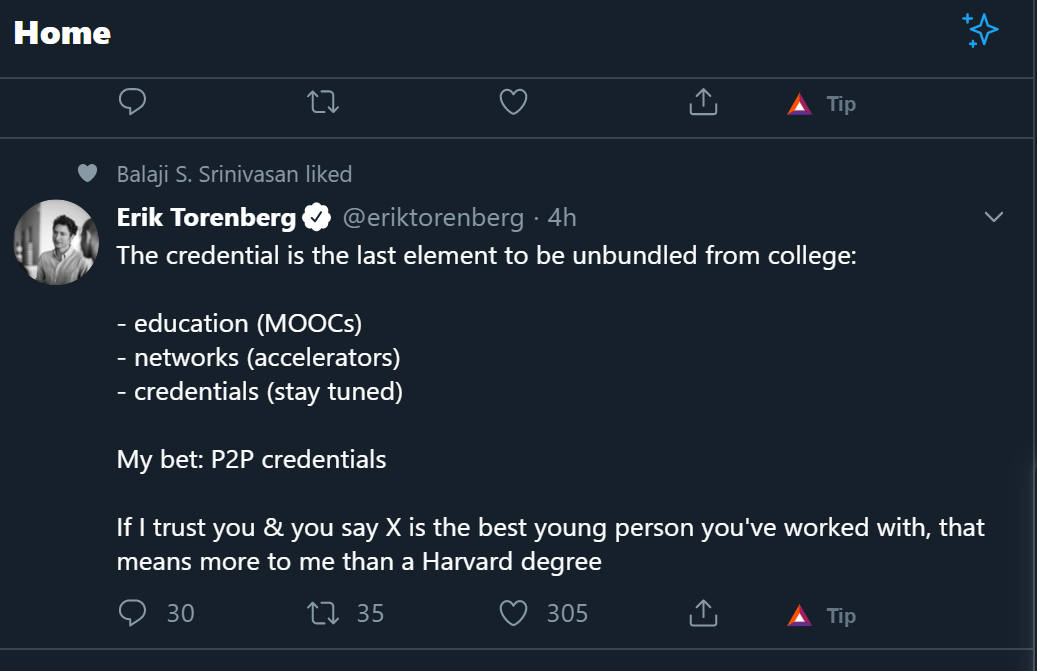 Home
Tip
Balaji S. Srinivasan liked
Erik Torenberg @eriktorenberg · 4h
The credential is the last element to be unbundled from college:
- education (MOOCs)
- networks (accelerators)
- credentials (stay tuned)
My bet: P2P credentials
If I trust you & you say X is the best young person you've worked with, that
means more to me than a Harvard degree
30 35 305 Tip